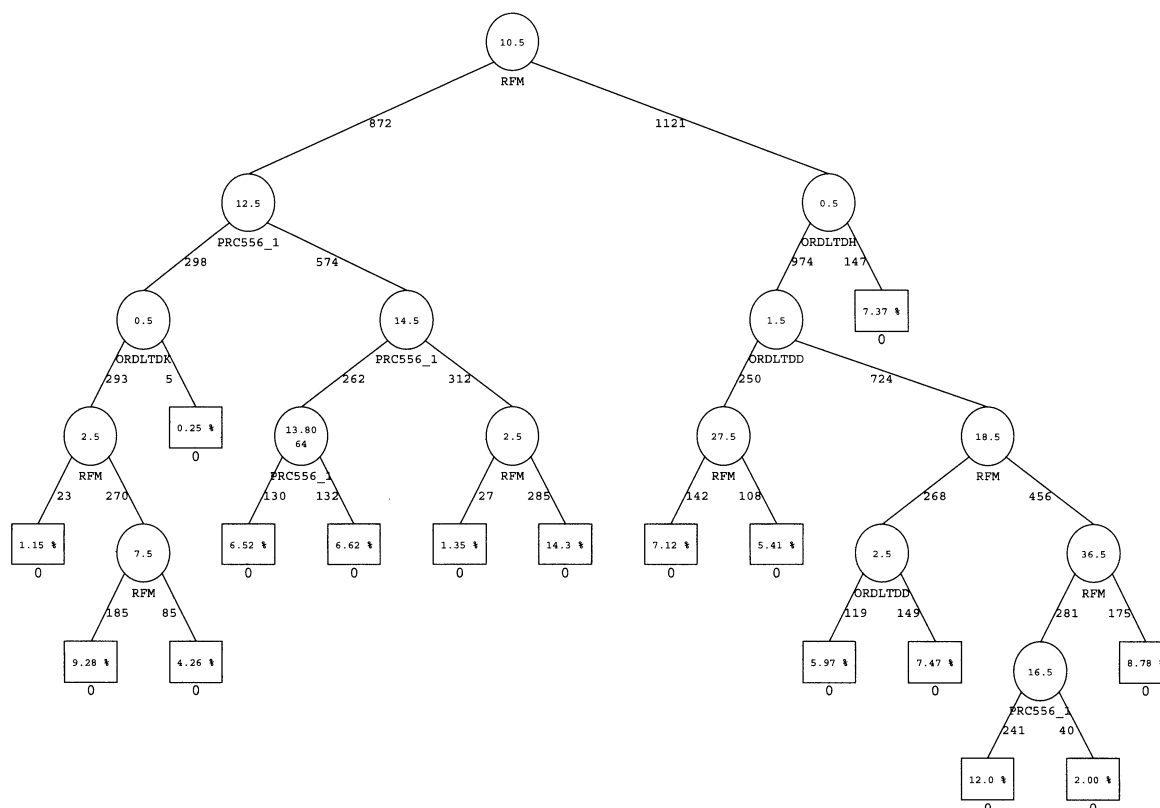 10.5
RFM
872 1121
12.5 0.5
PRC556_1 ORDLTDH
298 574 974 147
0.5 14.5 1.5 7.37 %
ORDLTDK PRC556_1 ORDLTDD 0
293 5 262 312 250 724
2.5 0.25 % 13.80 2.5 27.5 18.5
64
RFM 0 PRC556_1 RFM RFM RFM
23 270 130 132 27 285 142 108 268 456
1.15 % 7.5 6.52 % 6.62 % 1.35 % 14.3 % 7.12 % 5.41 % 2.5 36.5
0 RFM 0 0 0 0 0 0 ORDLTDD RFM
185 85 119 149 281 175
9.28 % 4.26 % 5.97 % 7.47 % 16.5 8.78 %
0 0 0 0 PRC556_1 0
241 40
12.0 % 2.00 %
0 0